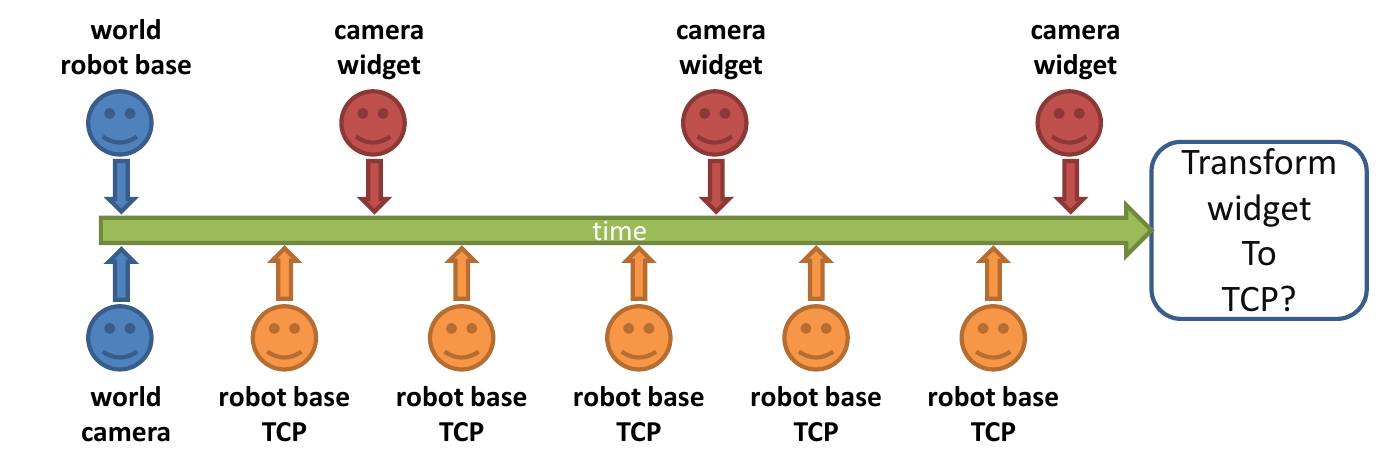 world
robot base
camera
widget
camera
widget
camera
widget
Transform
widget
To
TCP?
time
world
camera
robot base
TCP
robot base
TCP
robot base
TCP
robot base
TCP
robot base
TCP